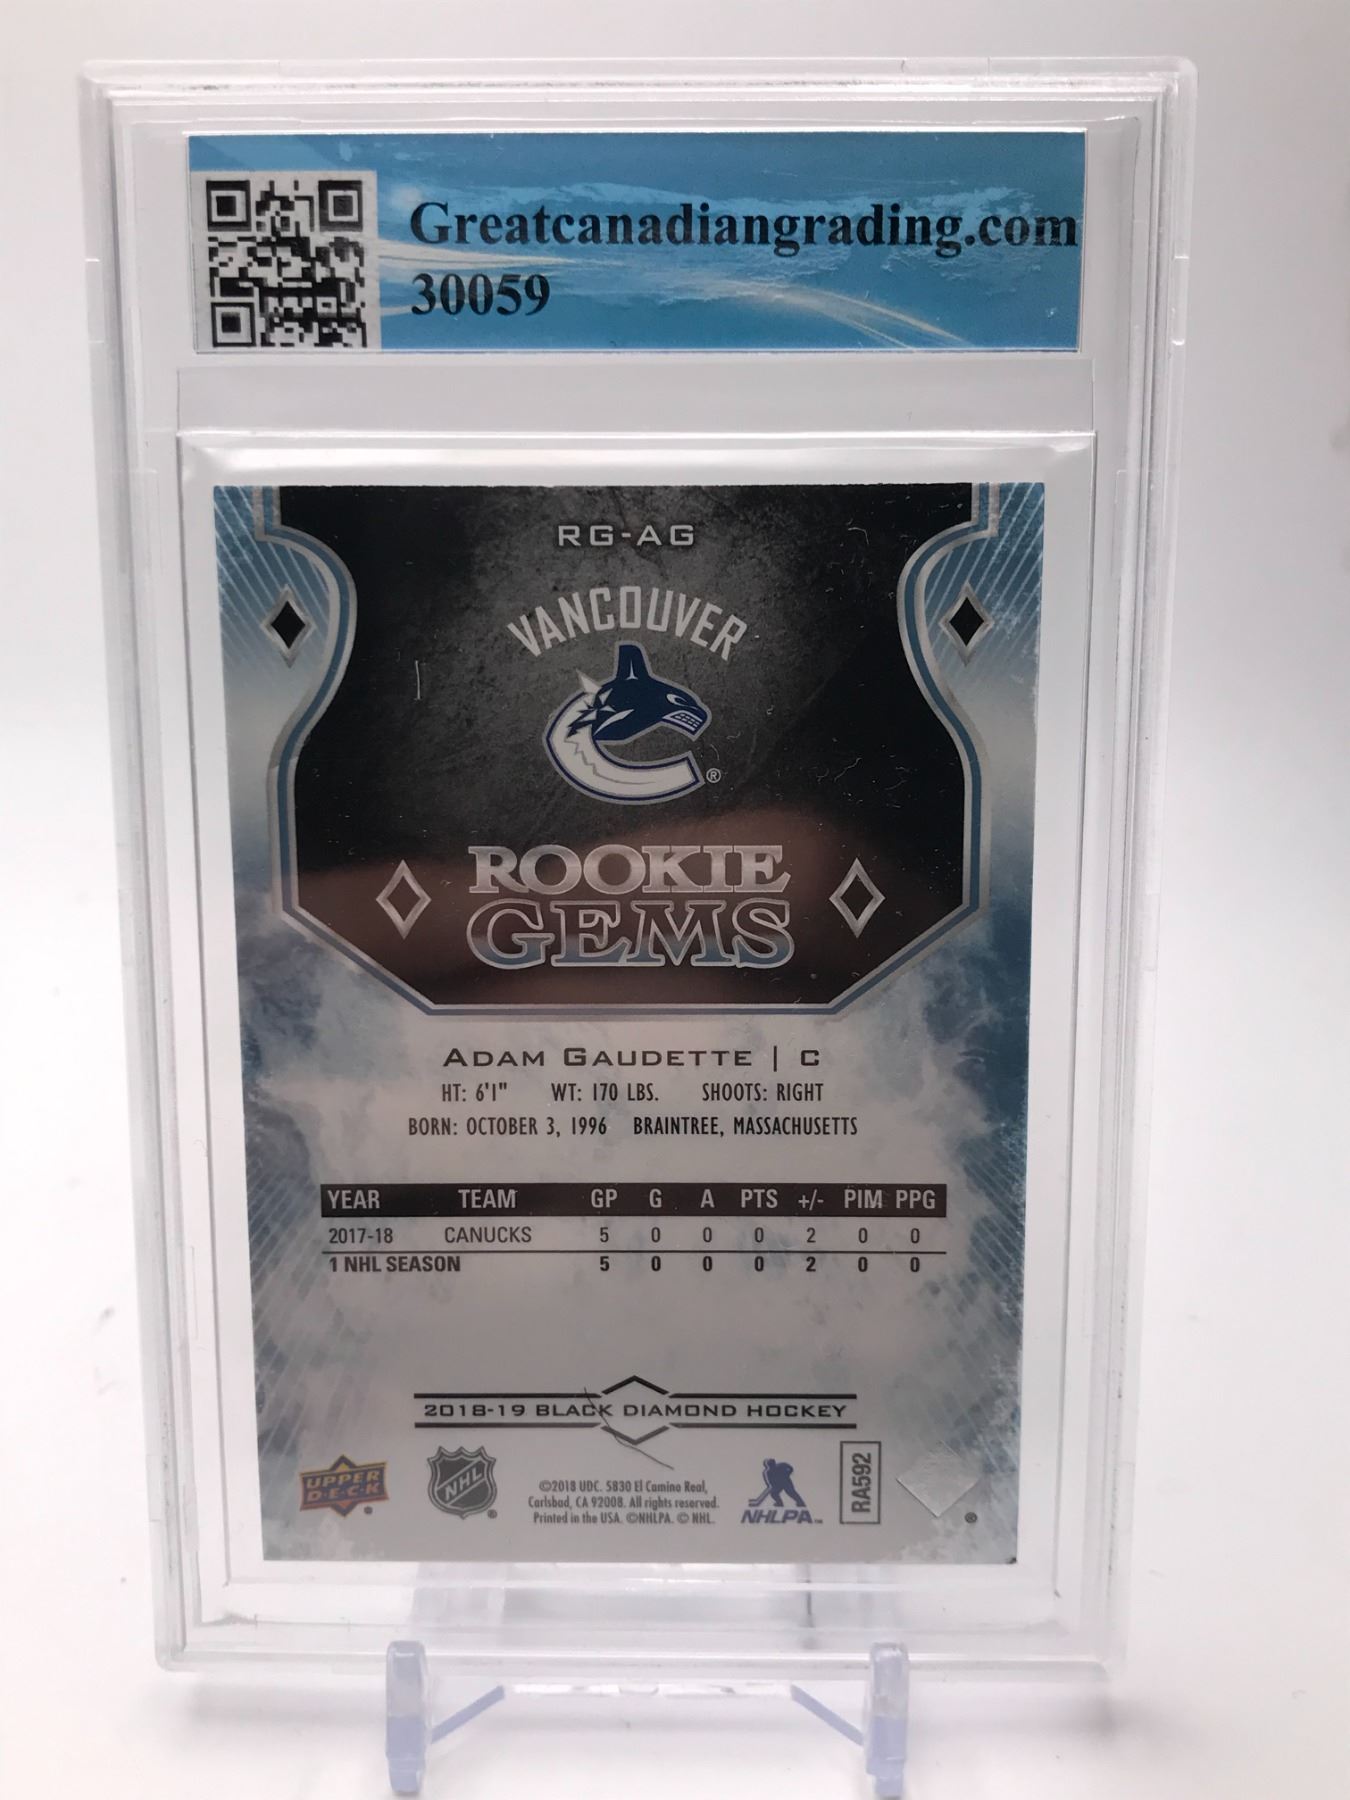 Greatcanadiangrading.com
30059
RG-AG
VANCOUVER
®
ROOKIE
GEMS
ADAM GAUDETTE | C
HT: 6'1" WT: 170 LBS. SHOOTS: RIGHT
BORN: OCTOBER 3, 1996 BRAINTREE, MASSACHUSETTS
YEAR TEAM GP G A PTS +/- PIM PPG
2017-18 CANUCKS 5 0 0 0 2 0 0
1 NHL SEASON 5 0 0 0 2 0 0
2018-19 BLACK DIAMOND HOCKEY
UPPER
D·E·C·K
®
NHL
®
©2018 UDC. 5830 El Camino Real,
Carlsbad, CA 92008. All rights reserved.
Printed in the USA. ©NHLPA. © NHL.
NHLPA™
RA592
®